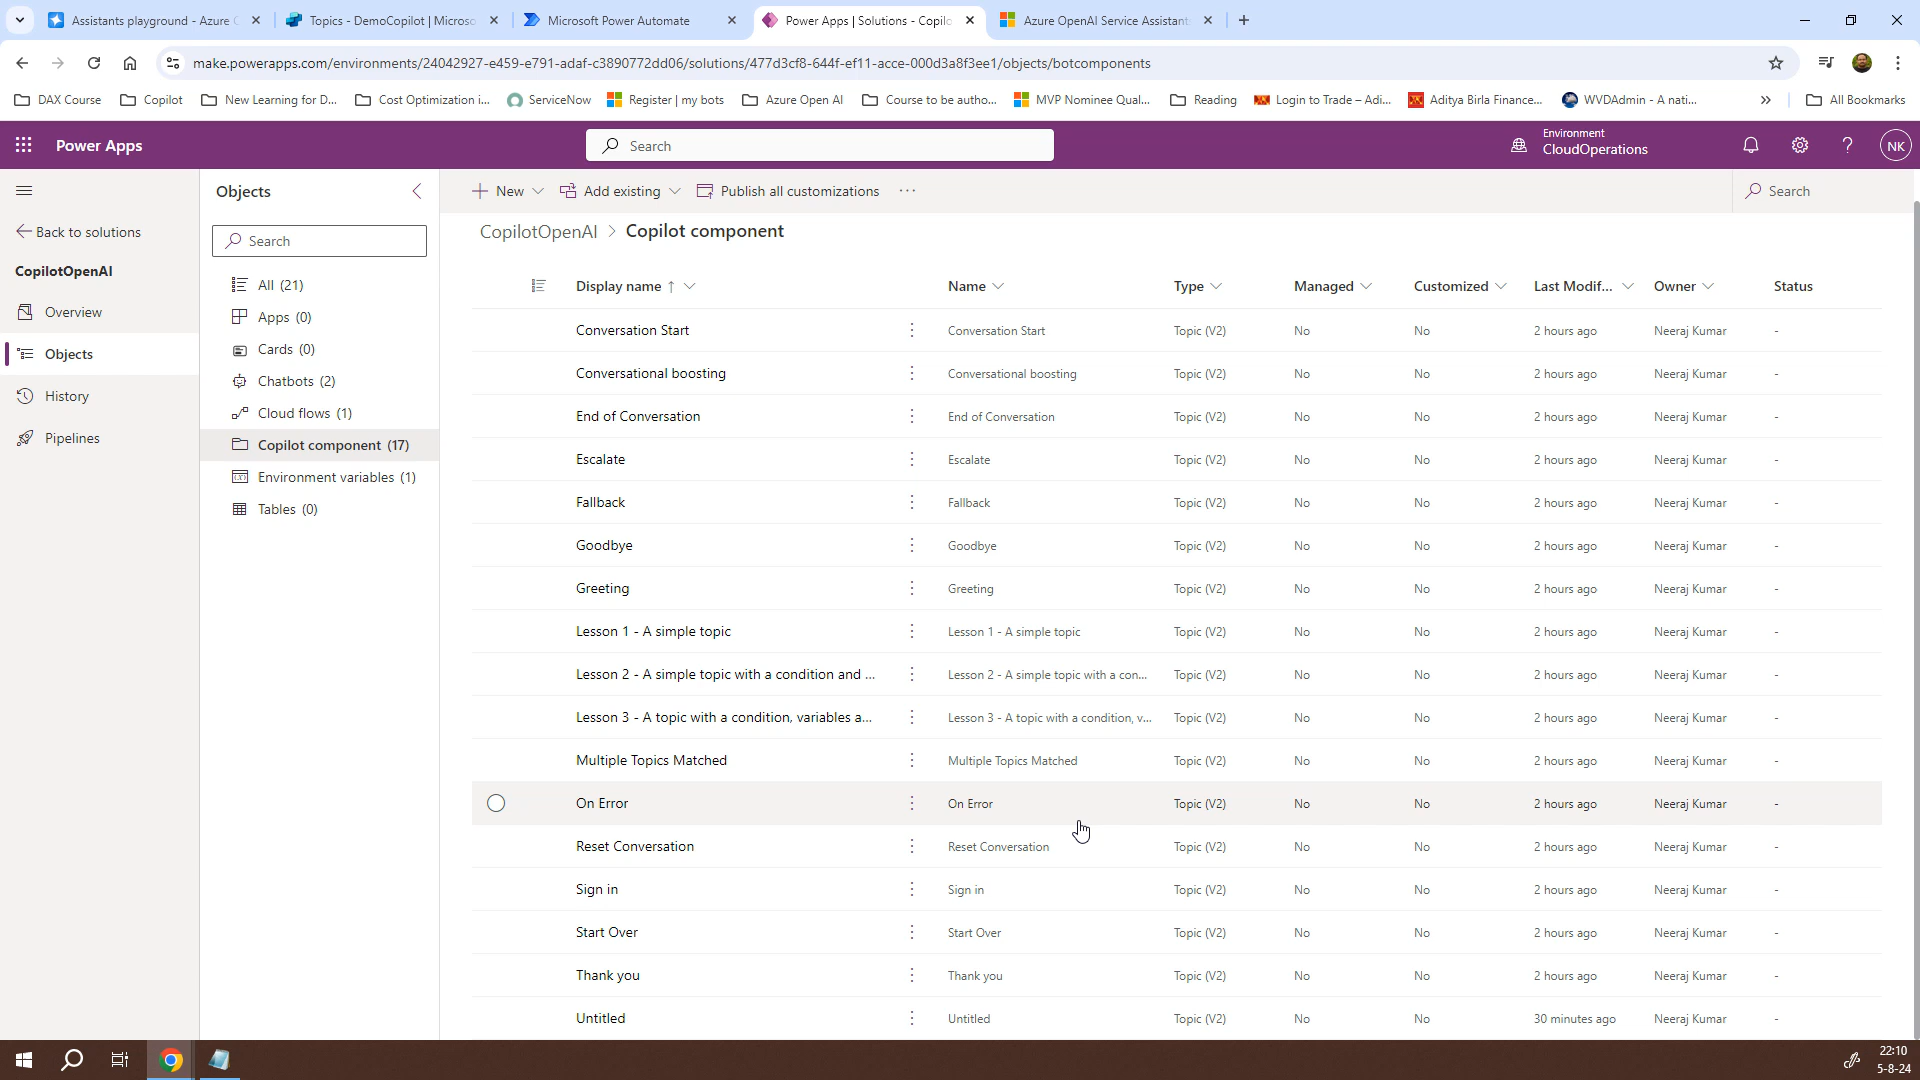 Assistants playground - Azure O
Topics - DemoCopilot | Microso
Microsoft Power Automate
Power Apps | Solutions - Copilo
Azure OpenAI Service Assistant
make.powerapps.com/environments/24042927-e459-e791-adaf-c3890772dd06/solutions/477d3cf8-644f-ef11-acce-000d3a8f3ee1/objects/botcomponents
DAX Course
Copilot
New Learning for D...
Cost Optimization i...
ServiceNow
Register | my bots
Azure Open AI
Course to be autho...
MVP Nominee Qual...
Reading
Login to Trade – Adi...
Aditya Birla Finance...
WVDAdmin - A nati...
All Bookmarks
Power Apps
Search
Environment
CloudOperations
NK
Back to solutions
CopilotOpenAI
Overview
Objects
History
Pipelines
Objects
Search
All (21)
Apps (0)
Cards (0)
Chatbots (2)
Cloud flows (1)
Copilot component (17)
Environment variables (1)
Tables (0)
New
Add existing
Publish all customizations
Search
CopilotOpenAI > Copilot component
Display name ↑ Name Type Managed Customized Last Modif... Owner Status
Conversation Start Conversation Start Topic (V2) No No 2 hours ago Neeraj Kumar -
Conversational boosting Conversational boosting Topic (V2) No No 2 hours ago Neeraj Kumar -
End of Conversation End of Conversation Topic (V2) No No 2 hours ago Neeraj Kumar -
Escalate Escalate Topic (V2) No No 2 hours ago Neeraj Kumar -
Fallback Fallback Topic (V2) No No 2 hours ago Neeraj Kumar -
Goodbye Goodbye Topic (V2) No No 2 hours ago Neeraj Kumar -
Greeting Greeting Topic (V2) No No 2 hours ago Neeraj Kumar -
Lesson 1 - A simple topic Lesson 1 - A simple topic Topic (V2) No No 2 hours ago Neeraj Kumar -
Lesson 2 - A simple topic with a condition and ... Lesson 2 - A simple topic with a con... Topic (V2) No No 2 hours ago Neeraj Kumar -
Lesson 3 - A topic with a condition, variables a... Lesson 3 - A topic with a condition, v... Topic (V2) No No 2 hours ago Neeraj Kumar -
Multiple Topics Matched Multiple Topics Matched Topic (V2) No No 2 hours ago Neeraj Kumar -
On Error On Error Topic (V2) No No 2 hours ago Neeraj Kumar -
Reset Conversation Reset Conversation Topic (V2) No No 2 hours ago Neeraj Kumar -
Sign in Sign in Topic (V2) No No 2 hours ago Neeraj Kumar -
Start Over Start Over Topic (V2) No No 2 hours ago Neeraj Kumar -
Thank you Thank you Topic (V2) No No 2 hours ago Neeraj Kumar -
Untitled Untitled Topic (V2) No No 30 minutes ago Neeraj Kumar -
22:10
5-8-24